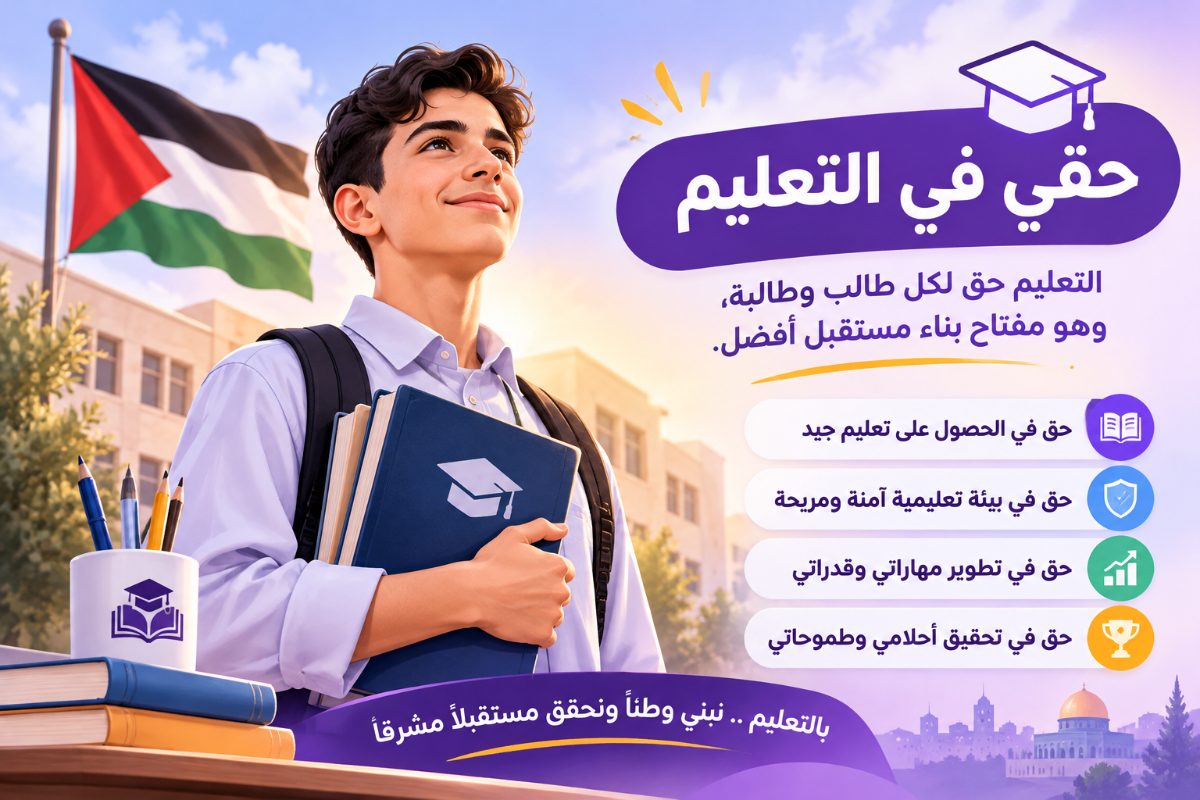 حقي في التعليم
التعليم حق لكل طالب وطالبة،
وهو مفتاح بناء مستقبل أفضل.
حق في الحصول على تعليم جيد
حق في بيئة تعليمية آمنة ومريحة
حق في تطوير مهاراتي وقدراتي
حق في تحقيق أحلامي وطموحاتي
بالتعليم .. نبني وطناً ونحقق مستقبلاً مشرقاً